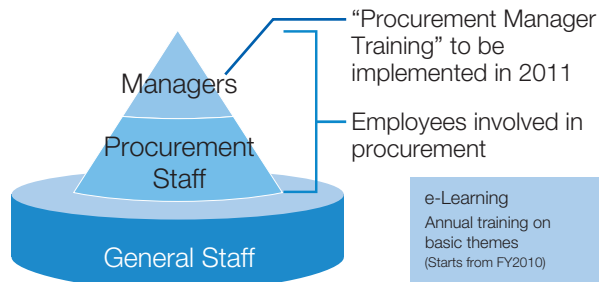 “Procurement Manager
Training” to be
implemented in 2011
Managers
Employees involved in
procurement
Procurement
Staff
e-Learning
Annual training on
basic themes
(Starts from FY2010)
General Staff